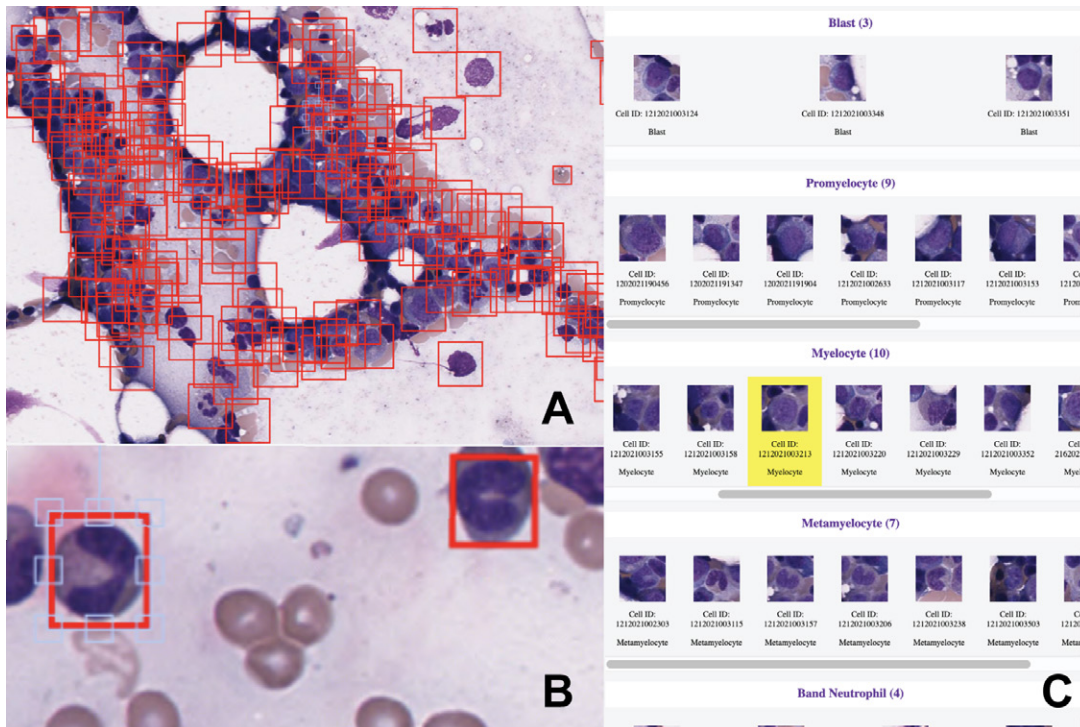 A
B
C
Blast (3)
Cell ID: 1212021003124 Cell ID: 1212021003348 Cell ID: 1212021003351
Blast Blast Blast
Promyelocyte (9)
Cell ID: Cell ID: Cell ID: Cell ID: Cell ID: Cell ID:
1202021190456 1202021191347 1202021191904 1212021002633 1212021003117 1212021003153
Promyelocyte Promyelocyte Promyelocyte Promyelocyte Promyelocyte Promyelocyte
Myelocyte (10)
Cell ID: Cell ID: Cell ID: Cell ID: Cell ID: Cell ID:
1212021003158 1212021003213 1212021003220 1212021003229 1212021003352
Myelocyte Myelocyte Myelocyte Myelocyte Myelocyte Myelocyte
Metamyelocyte (7)
Cell ID: Cell ID: Cell ID: Cell ID: Cell ID: Cell ID:
1212021002303 1212021003115 1212021003157 1212021003206 1212021003238 1212021003503
Metamyelocyte Metamyelocyte Metamyelocyte Metamyelocyte Metamyelocyte Metamyelocyte
Band Neutrophil (4)